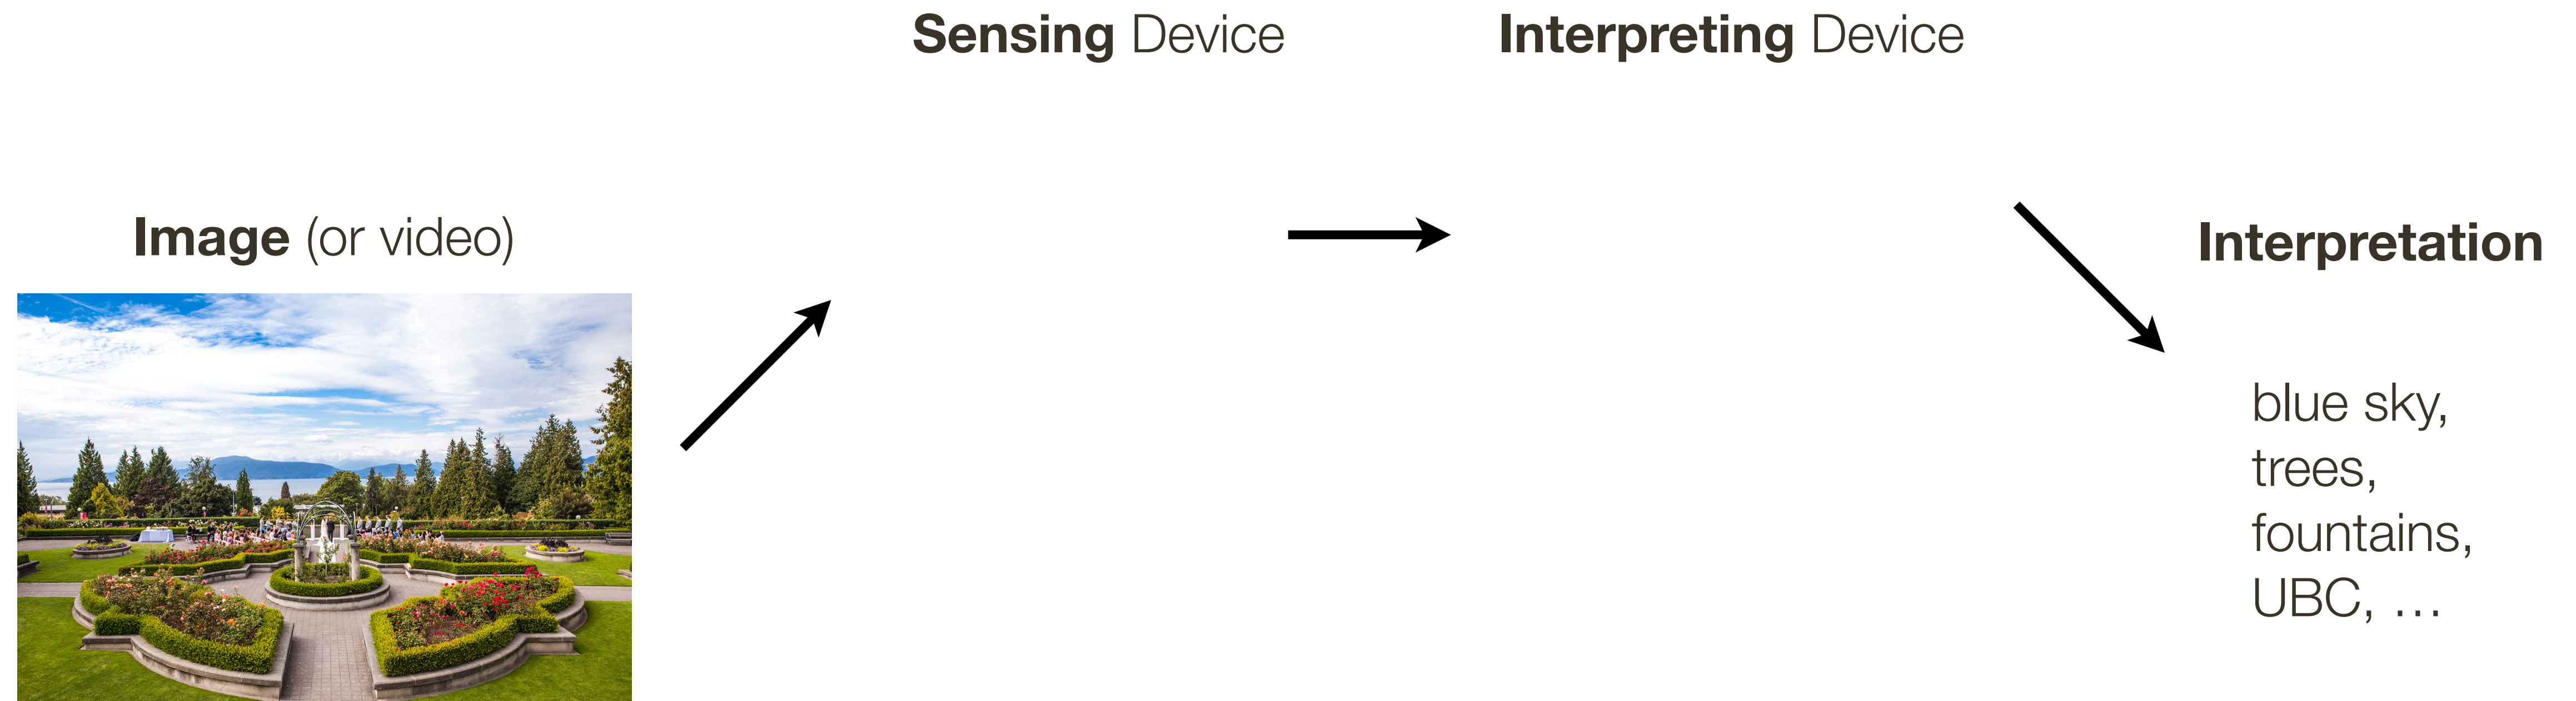 Sensing Device
Interpreting Device
Image (or video)
Interpretation
blue sky,
trees,
fountains,
UBC, …